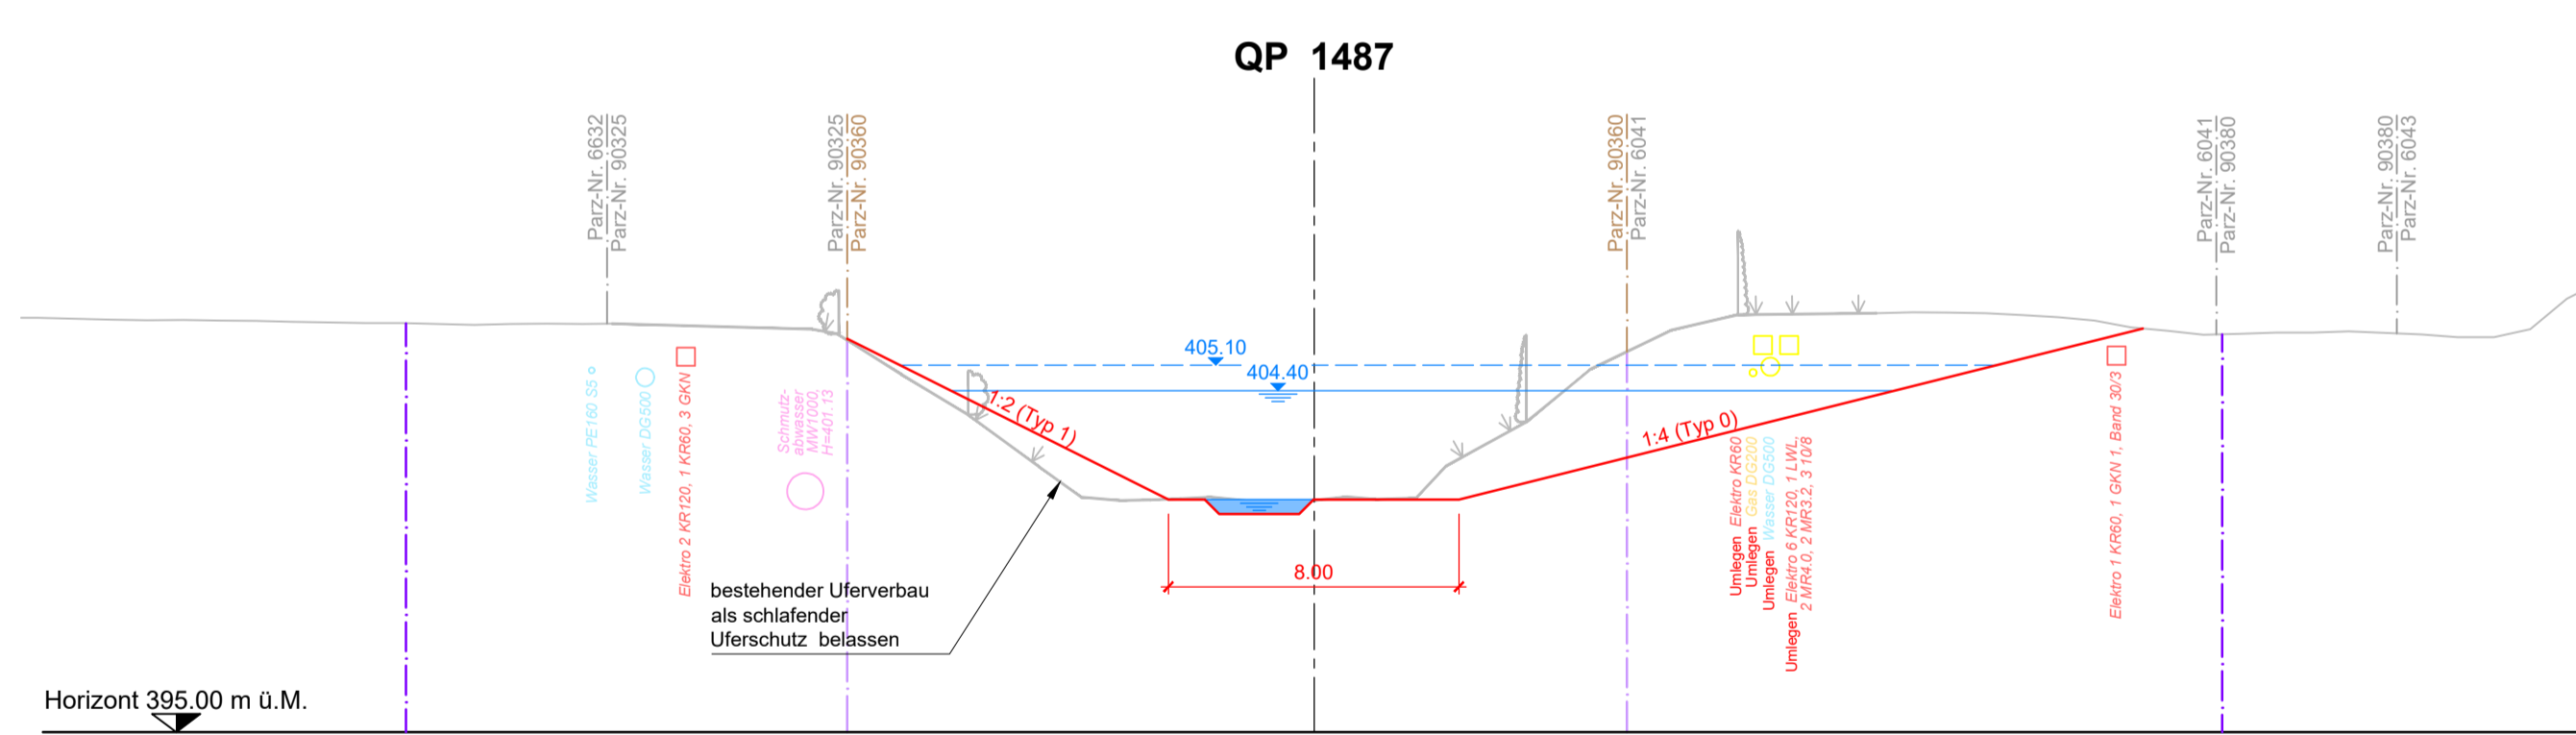 QP 1487
Parz-Nr. 6632
Parz-Nr. 90325
Parz-Nr. 90325
Parz-Nr. 90360
Parz-Nr. 90360
Parz-Nr. 6041
Parz-Nr. 6041
Parz-Nr. 90380
Parz-Nr. 90380
Parz-Nr. 6043
405.10
404.40
Wasser PE160 S5
Wasser DG500
Elektro 2 KR120, 1 KR60, 3 GKN
Schmutz-
abwasser
MW1000,
H=401.13
1:2 (Typ 1)
1:4 (Typ 0)
Umlegen Elektro KR60
Umlegen Gas DG200
Umlegen Wasser DG500
Umlegen Elektro 6 KR120, 1 LWL,
2 MR4.0, 2 MR3.2, 3 10/8
Elektro 1 KR60, 1 GKN 1, Band 30/3
8.00
bestehender Uferverbau
als schlafender
Uferschutz belassen
Horizont 395.00 m ü.M.